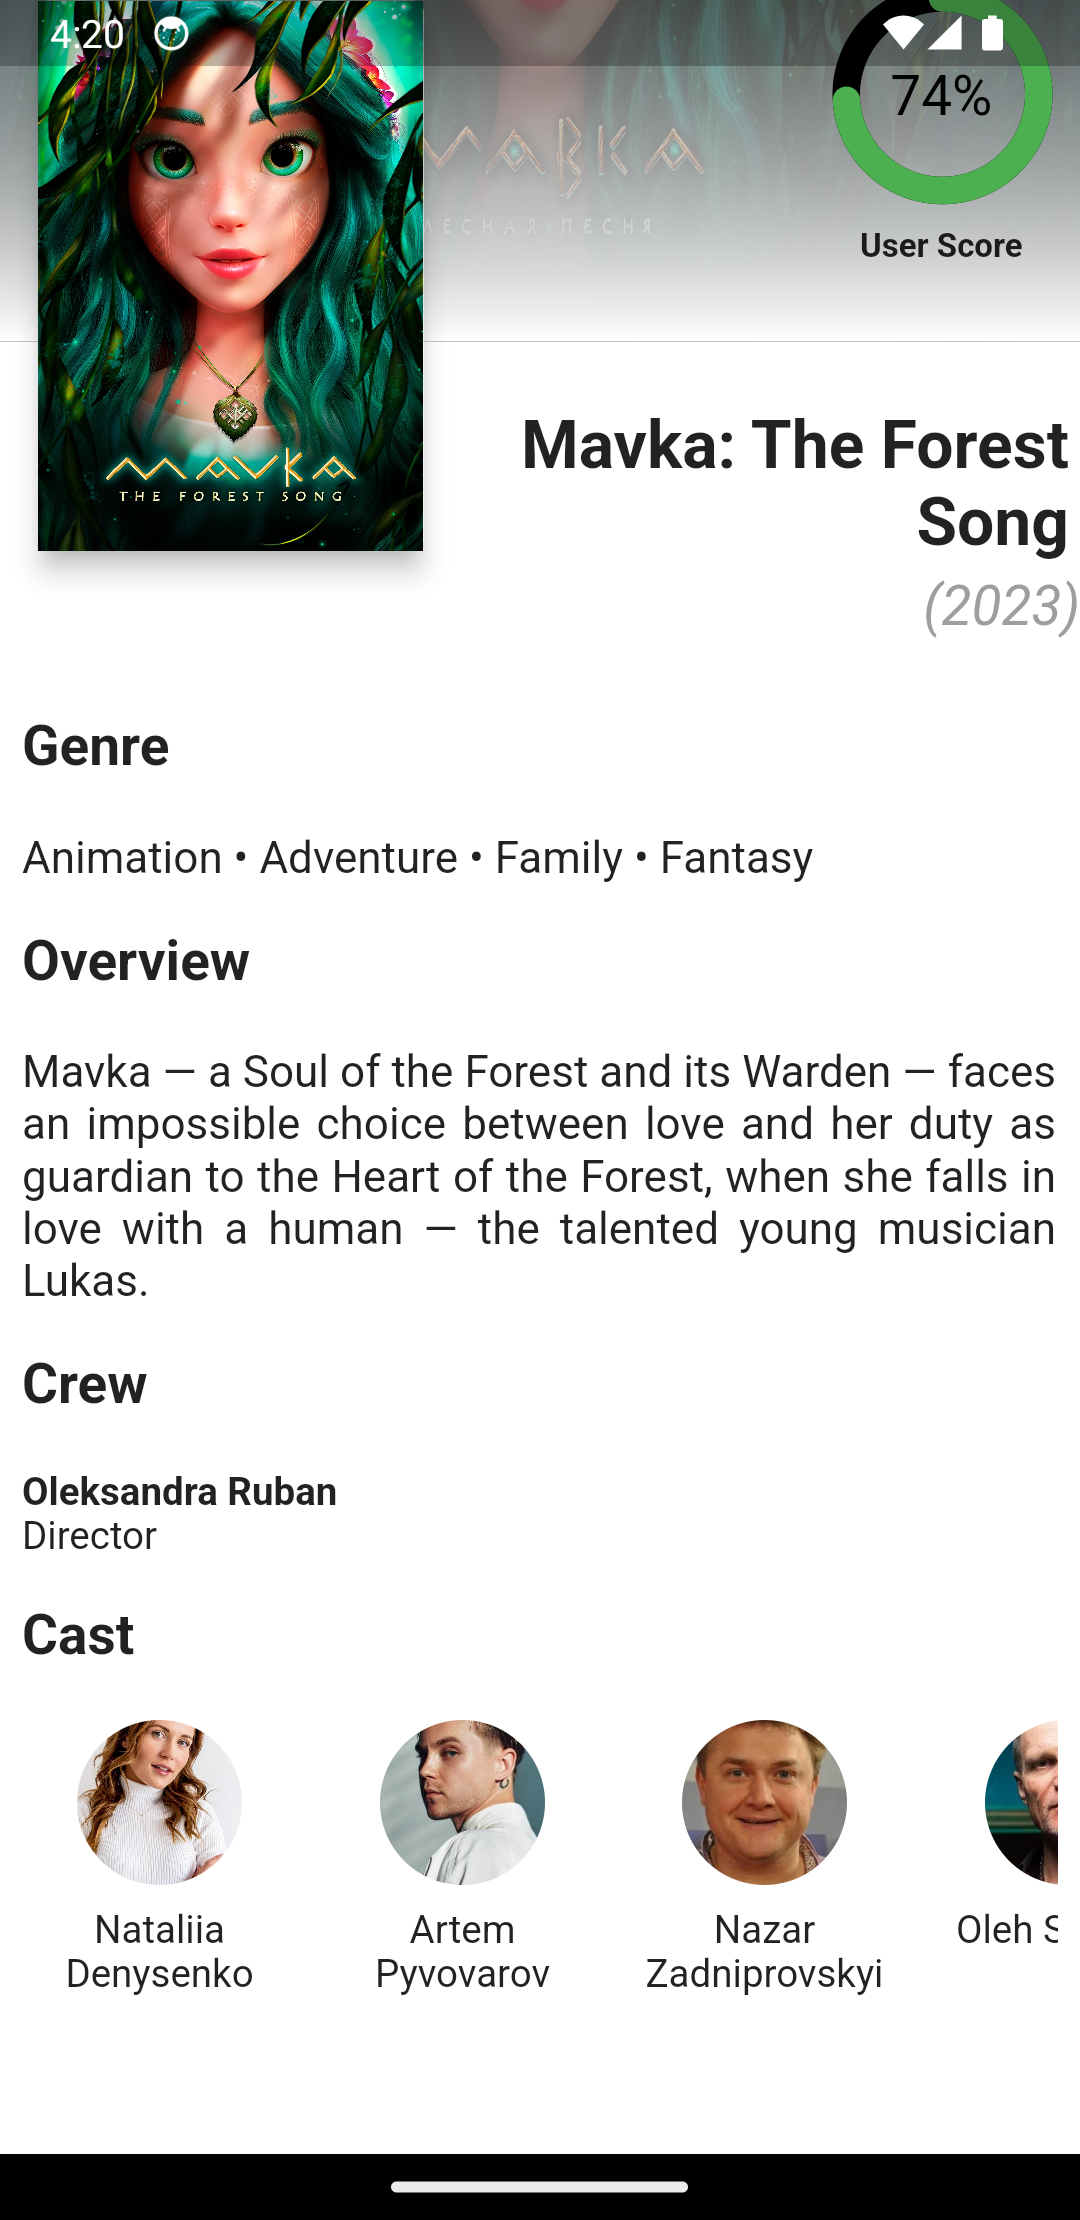 4:20
74%
МАВКА
ЛЕСНАЯ·ПЕСНЯ
User Score
MAVKA
THE FOREST SONG
Mavka: The Forest
Song
(2023)
Genre
Animation • Adventure • Family • Fantasy
Overview
Mavka — a Soul of the Forest and its Warden — faces
an impossible choice between love and her duty as
guardian to the Heart of the Forest, when she falls in
love with a human — the talented young musician
Lukas.
Crew
Oleksandra Ruban
Director
Cast
Nataliia
Denysenko
Artem
Pyvovarov
Nazar
Zadniprovskyi
Oleh